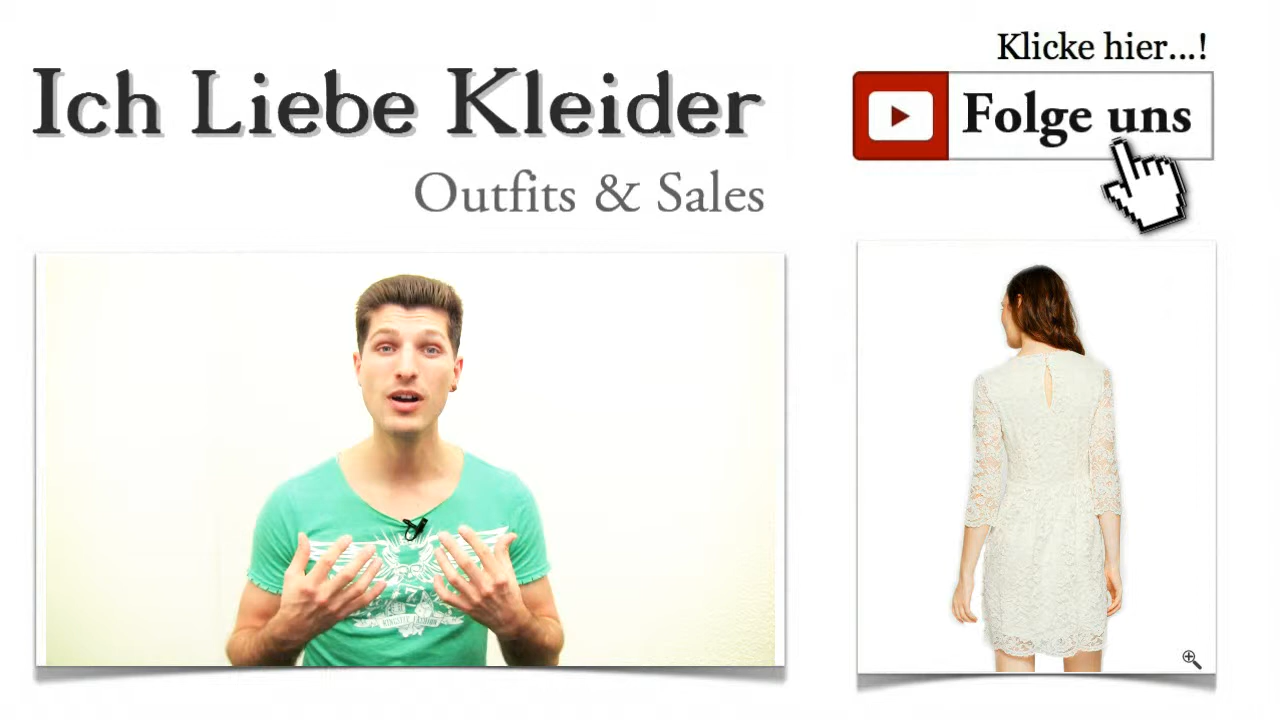 Klicke hier...!
Ich Liebe Kleider
Folge uns
Outfits & Sales